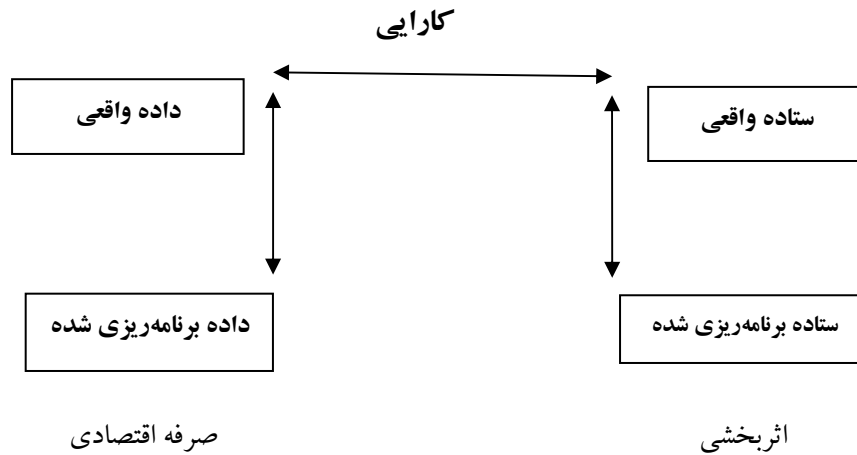 کارایی
ستاده واقعی
داده واقعی
ستاده برنامه‌ریزی شده
داده برنامه‌ریزی شده
اثربخشی
صرفه اقتصادی